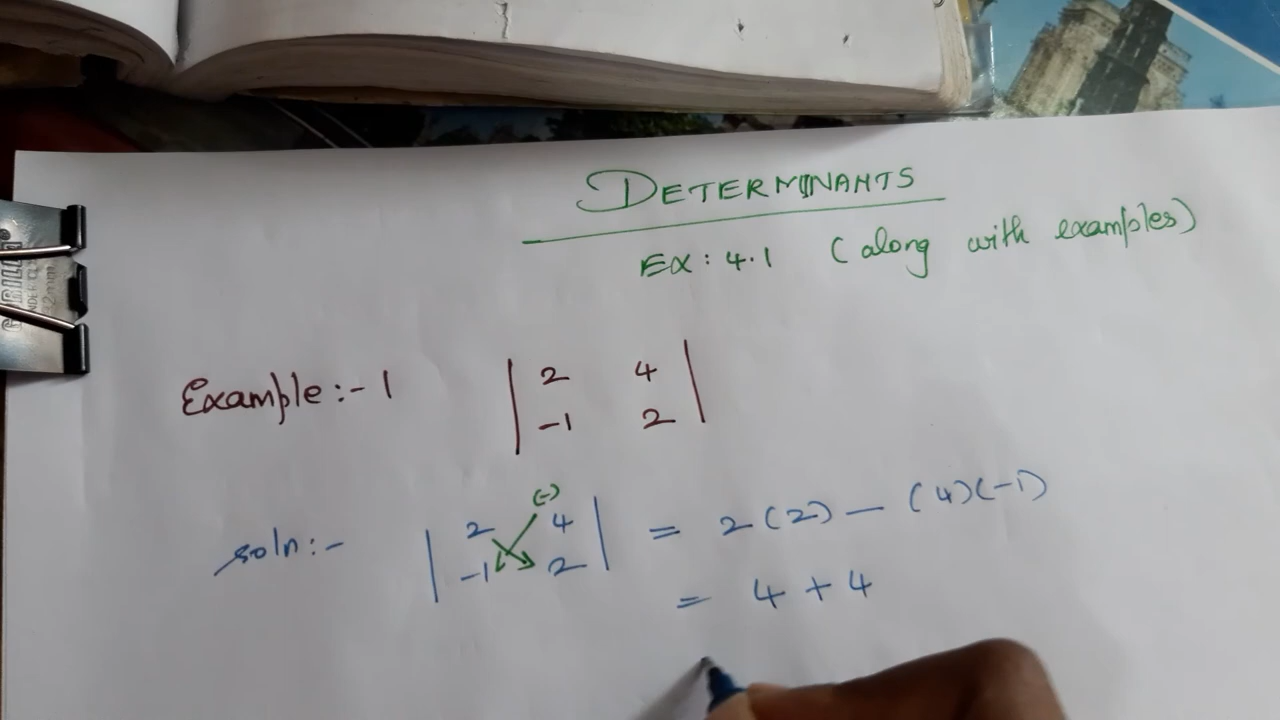 DETERMINANTS
Ex: 4.1 (along with examples)
Example:-1 | 2 4 |
| -1 2 |
(-)
soln:- | 2 4 | = 2(2) - (4)(-1)
| -1 2 |
= 4 + 4